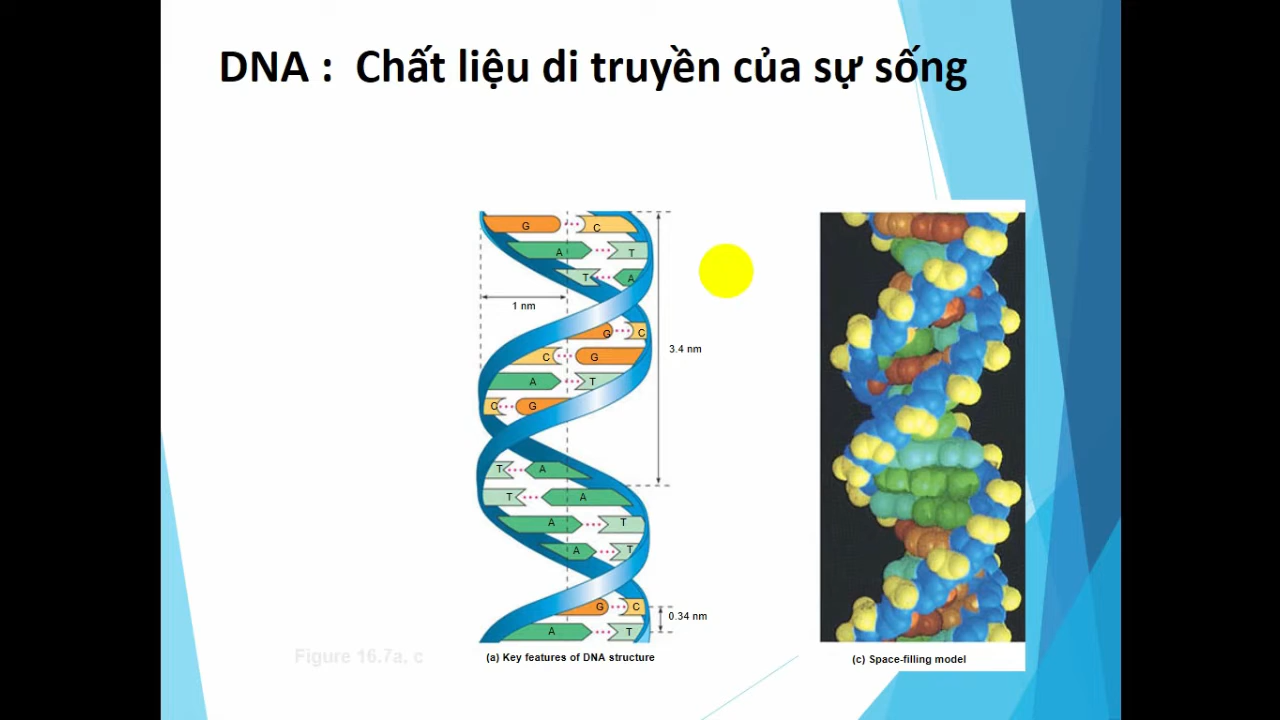 DNA : Chất liệu di truyền của sự sống
G C
A T
T A
1 nm
G C
3.4 nm
C G
A T
C G
T A
T A
A T
A T
G C
0.34 nm
A T
Figure 16.7a, c
(a) Key features of DNA structure
(c) Space-filling model